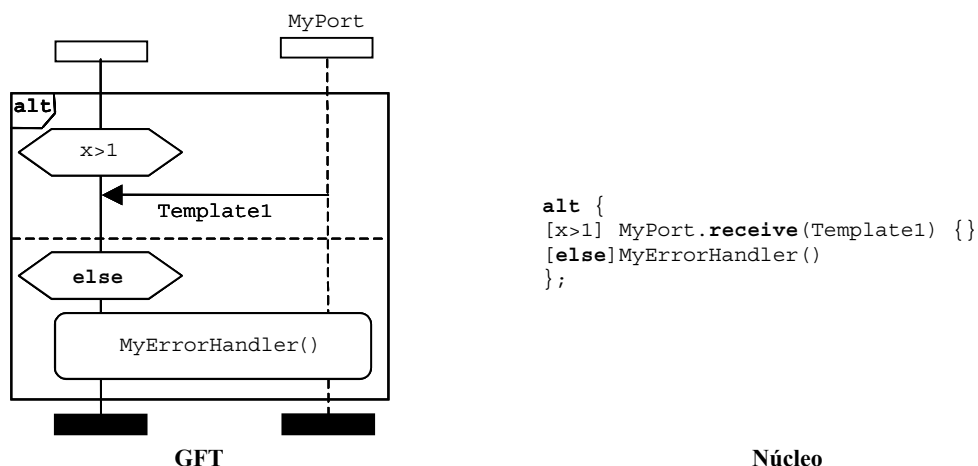 MyPort
alt
x>1
Template1
else
MyErrorHandler()
GFT
alt {
[x>1] MyPort.receive(Template1) {}
[else]MyErrorHandler()
};
Núcleo